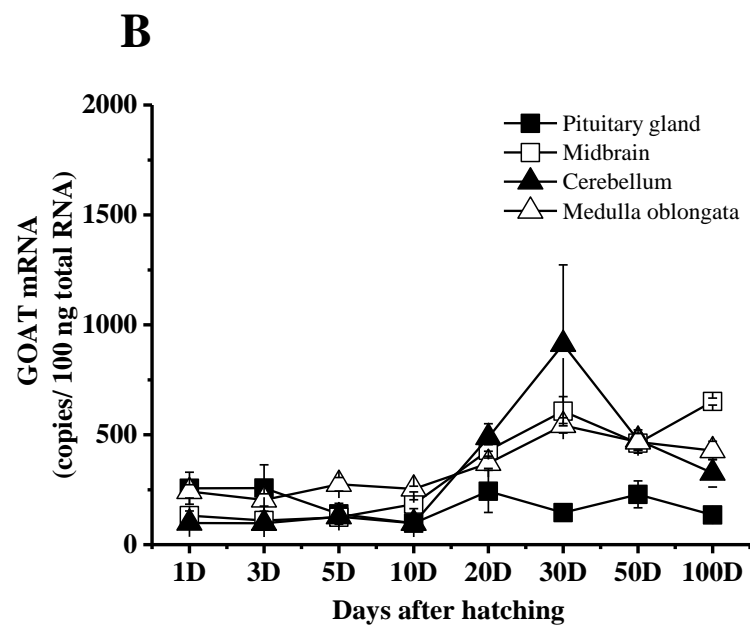 B
2000
1500
1000
500
0
GOAT mRNA
(copies/ 100 ng total RNA)
Pituitary gland
Midbrain
Cerebellum
Medulla oblongata
1D 3D 5D 10D 20D 30D 50D 100D
Days after hatching